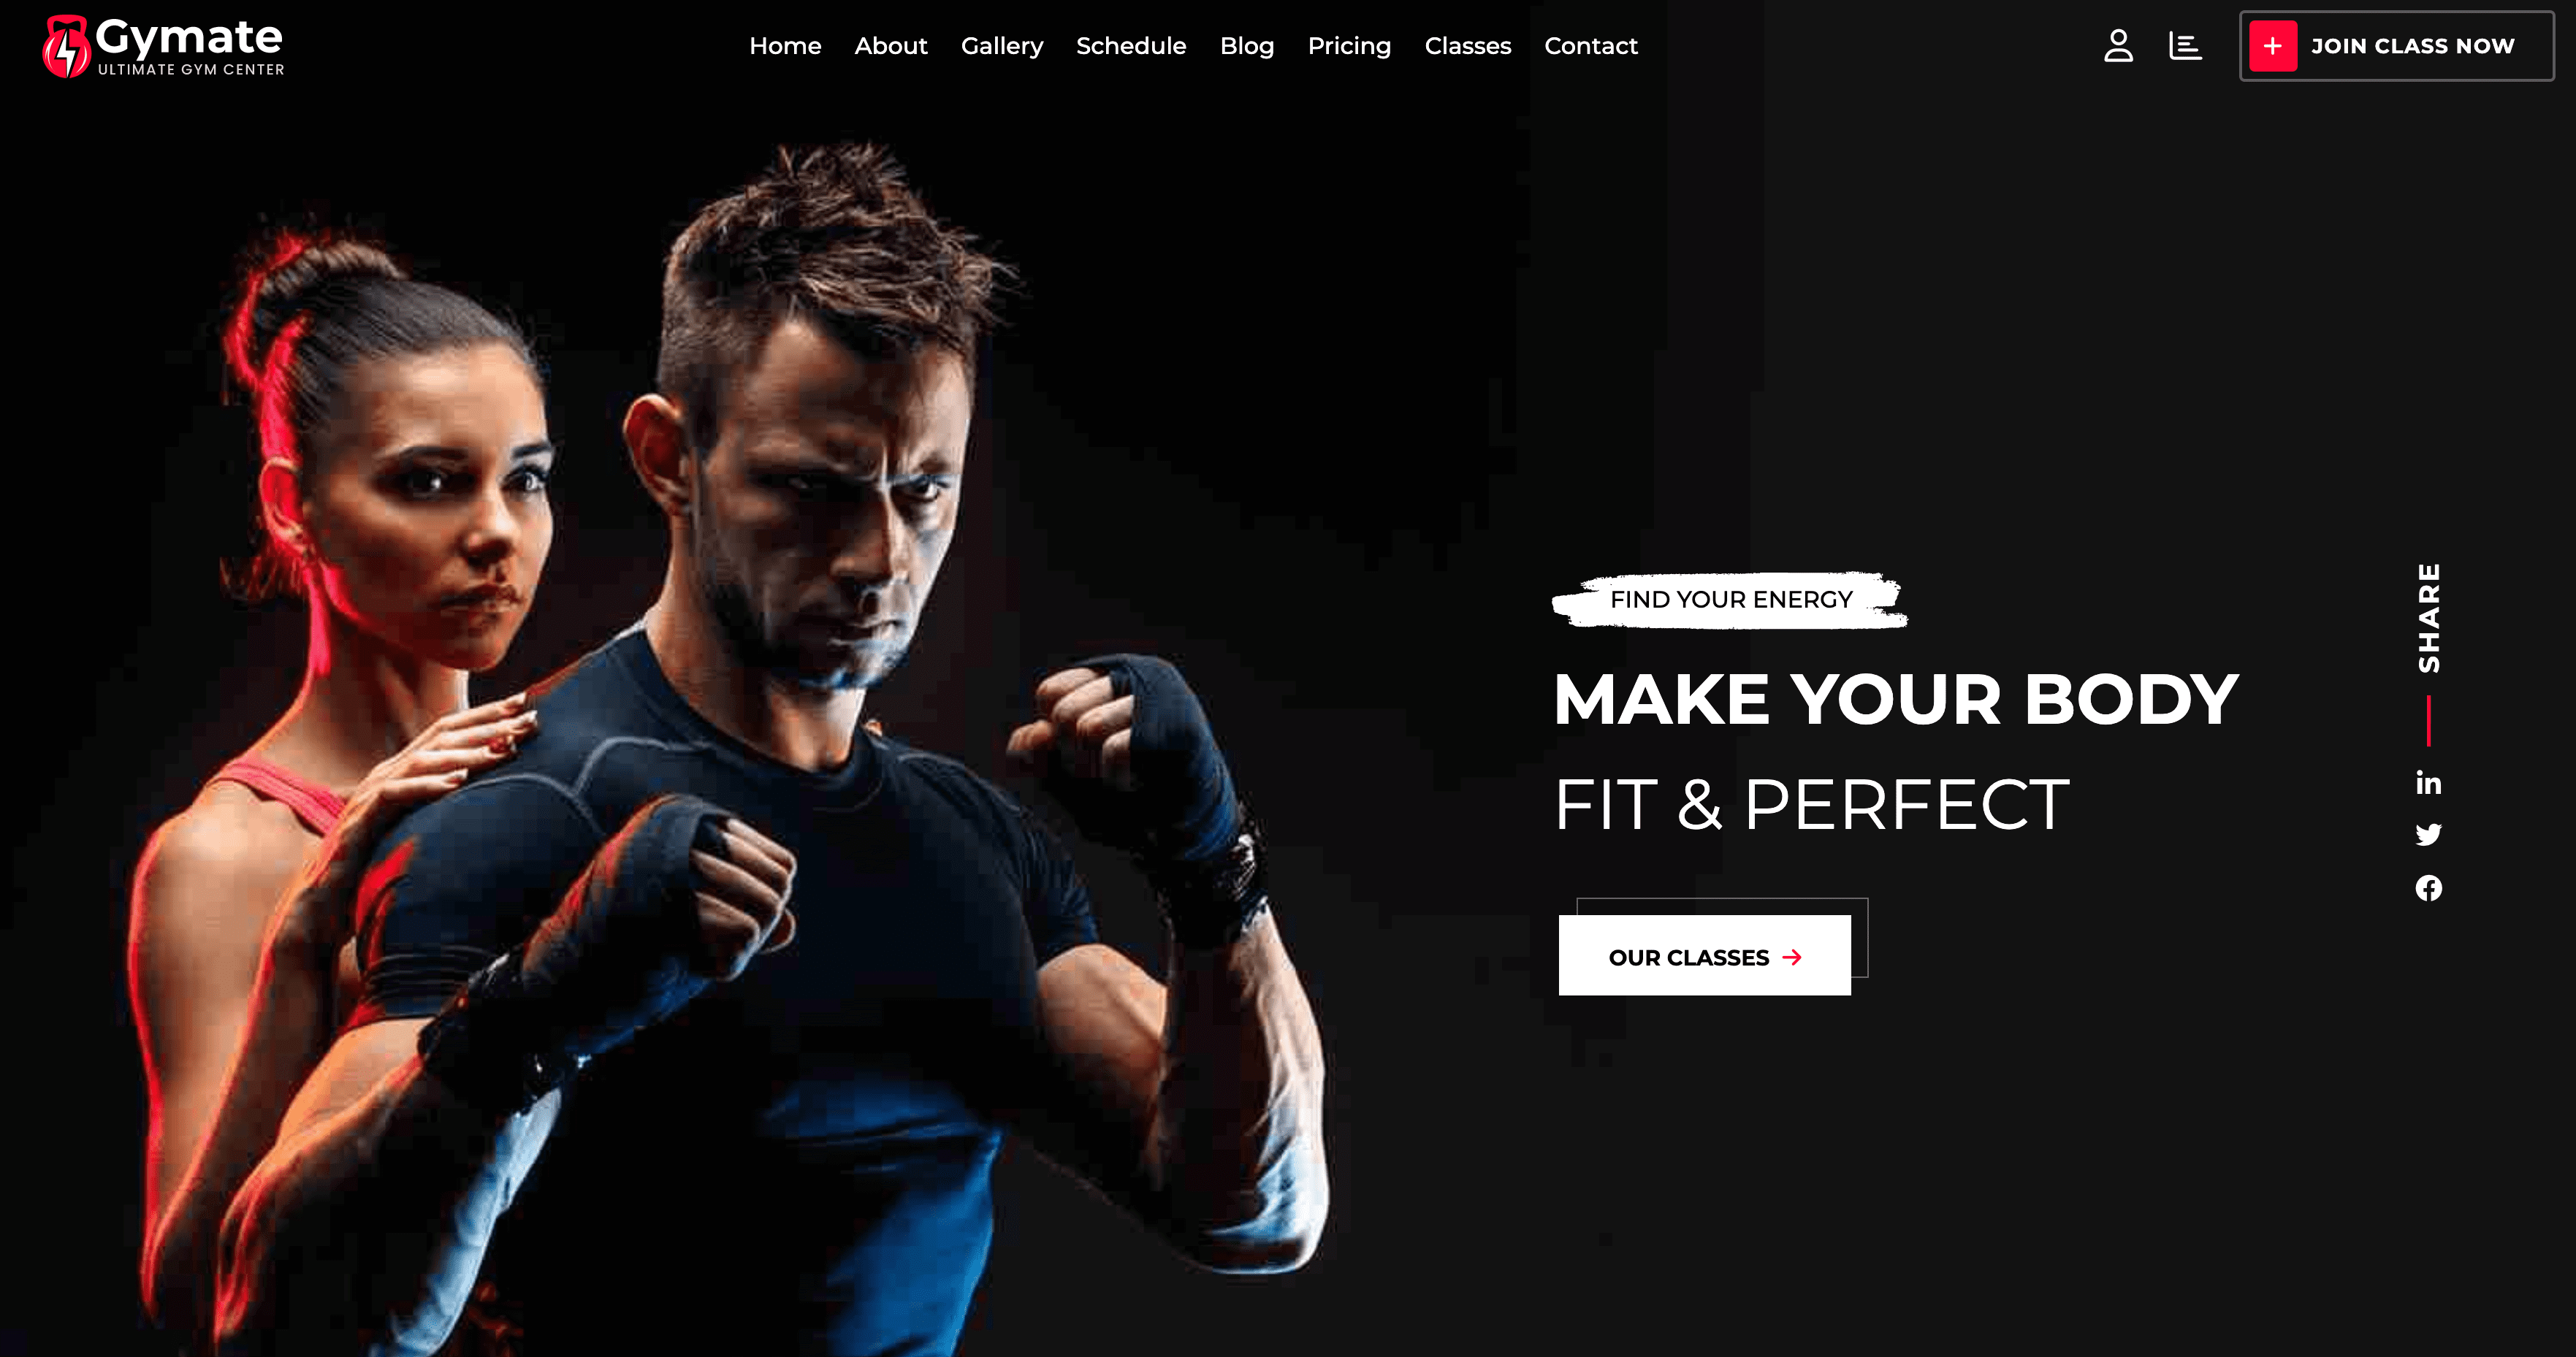 Gymate
ULTIMATE GYM CENTER
Home About Gallery Schedule Blog Pricing Classes Contact
+ JOIN CLASS NOW
FIND YOUR ENERGY
MAKE YOUR BODY
FIT & PERFECT
OUR CLASSES →
SHARE
in